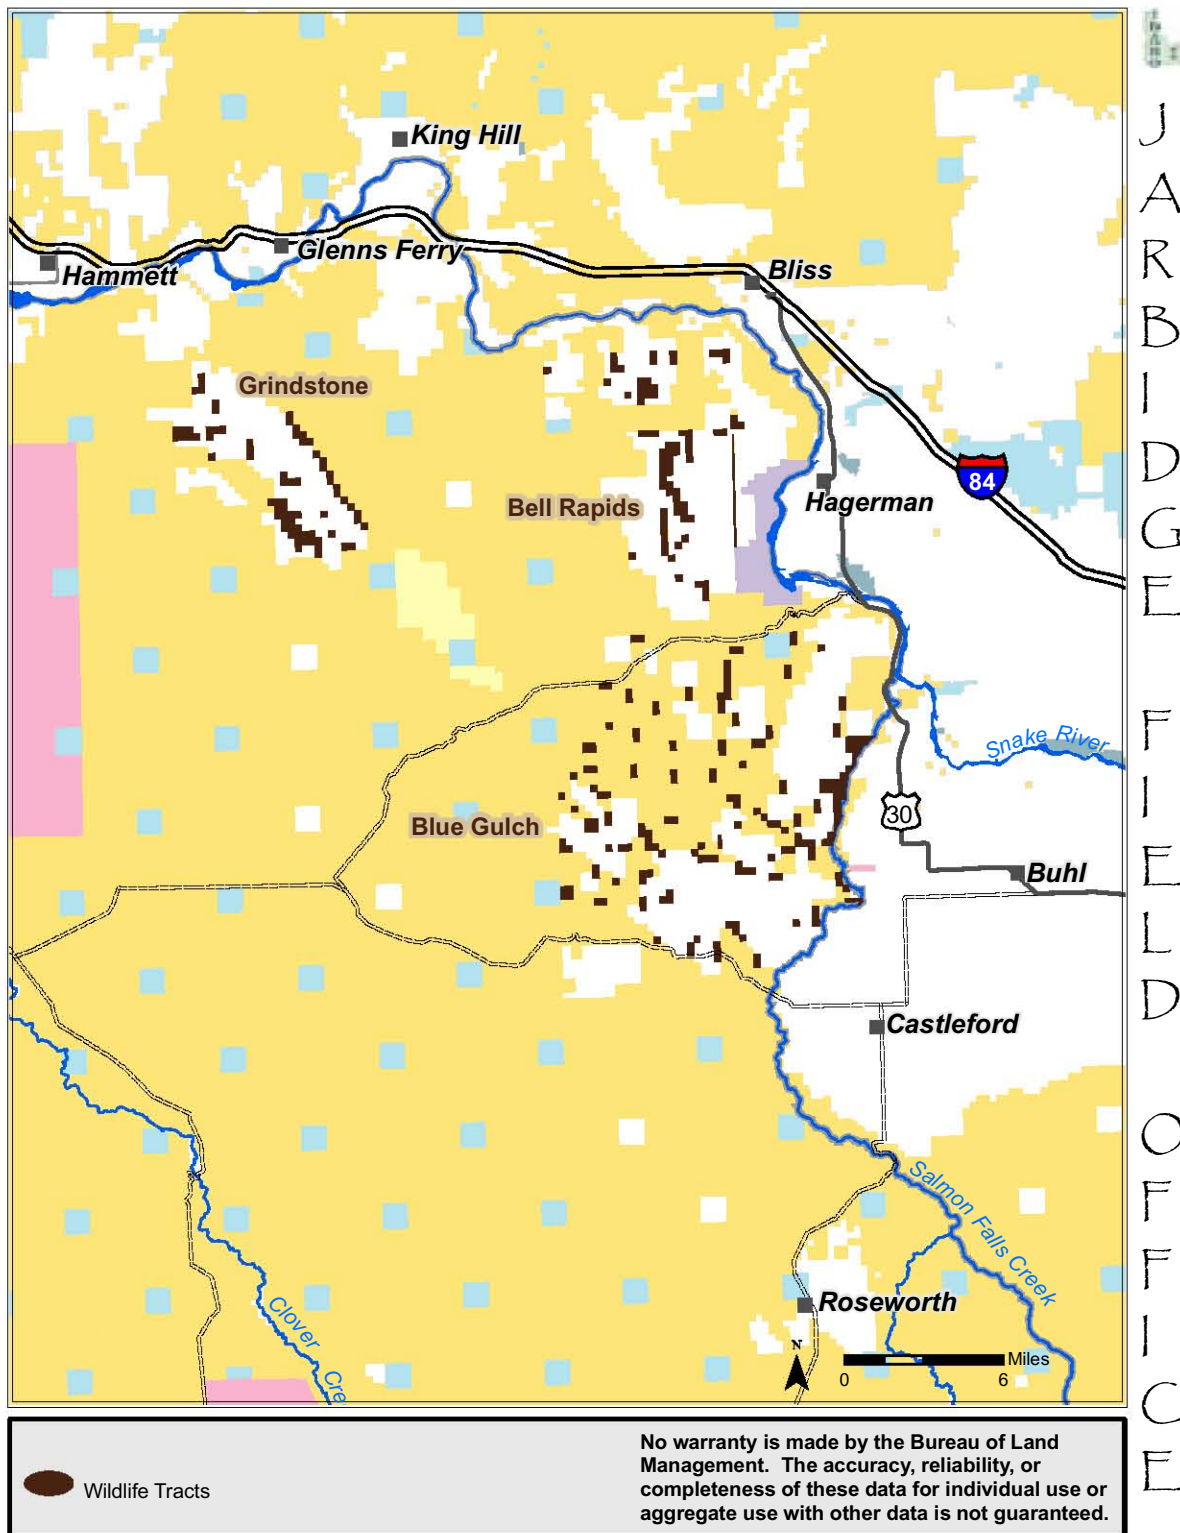 King Hill
Glenns Ferry
Hammett
Bliss
Grindstone
Bell Rapids
Hagerman
84
Snake River
30
Blue Gulch
Buhl
Castleford
Salmon Falls Creek
Clover Cre
Roseworth
N
Miles
0 6
JARBIDGE FIELD OFFICE
Wildlife Tracts
No warranty is made by the Bureau of Land
Management. The accuracy, reliability, or
completeness of these data for individual use or
aggregate use with other data is not guaranteed.